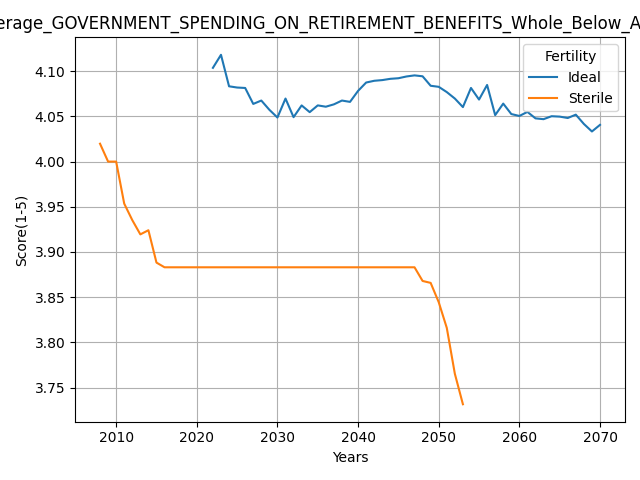 erage_GOVERNMENT_SPENDING_ON_RETIREMENT_BENEFITS_Whole_Below_A
Fertility
Ideal
Sterile
4.10
4.05
4.00
3.95
3.90
3.85
3.80
3.75
Score(1-5)
2010 2020 2030 2040 2050 2060 2070
Years